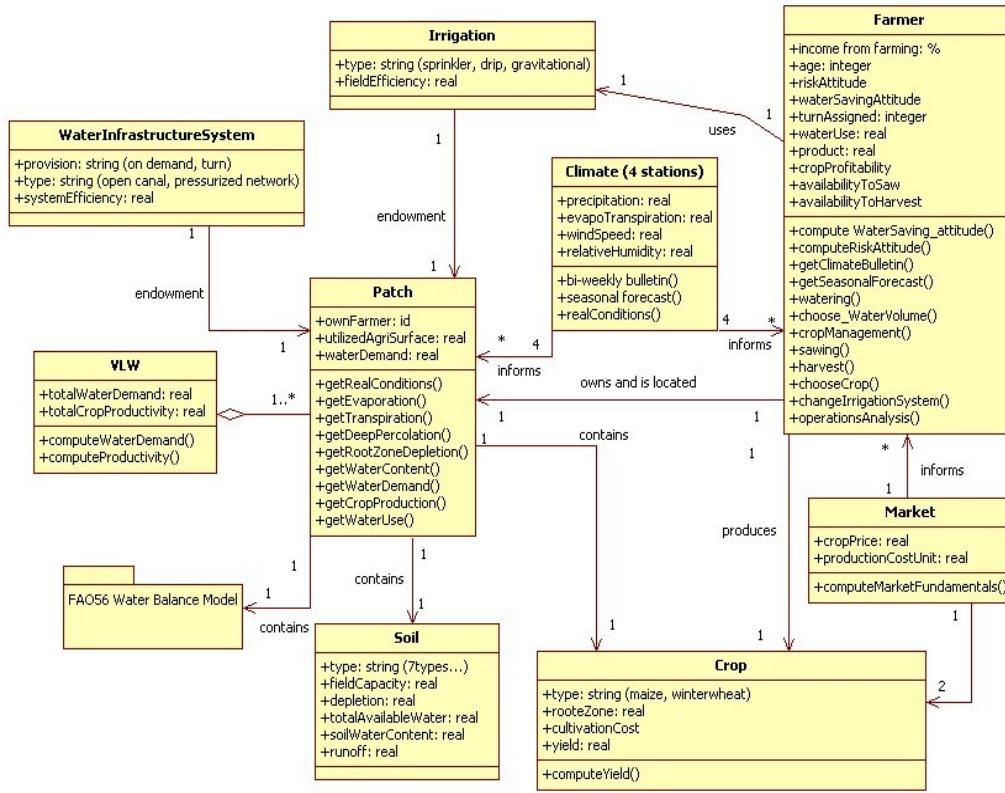 Irrigation
+type: string (sprinkler, drip, gravitational)
+fieldEfficiency: real
Farmer
+income from farming: %
+age: integer
+riskAttitude
+waterSavingAttitude
+turnAssigned: integer
+waterUse: real
+product: real
+cropProfitability
+availabilityToSaw
+availabilityToHarvest
+compute WaterSaving_attitude()
+computeRiskAttitude()
+getClimateBulletin()
+getSeasonalForecast()
+watering()
+choose_WaterVolume()
+cropManagement()
+sawing()
+harvest()
+chooseCrop()
+changeIrrigationSystem()
+operationsAnalysis()
1
1
uses
WaterInfrastructureSystem
+provision: string (on demand, turn)
+type: string (open canal, pressurized network)
+systemEfficiency: real
1
endowment
1
1
endowment
1
Climate (4 stations)
+precipitation: real
+evapoTranspiration: real
+windSpeed: real
+relativeHumidity: real
+bi-weekly bulletin()
+seasonal forecast()
+realConditions()
4
*
informs
*
4
informs
Patch
+ownFarmer: id
+utilizedAgriSurface: real
+waterDemand: real
+getRealConditions()
+getEvaporation()
+getTranspiration()
+getDeepPercolation()
+getRootZoneDepletion()
+getWaterContent()
+getWaterDemand()
+getCropProduction()
+getWaterUse()
VLW
+totalWaterDemand: real
+totalCropProductivity: real
+computeWaterDemand()
+computeProductivity()
1..*
owns and is located
1
1
1
contains
1
1
produces
1
*
informs
1
Market
+cropPrice: real
+productionCostUnit: real
+computeMarketFundamentals()
1
2
FAO56 Water Balance Model
1
1
contains
1
contains
1
Soil
+type: string (7types...)
+fieldCapacity: real
+depletion: real
+totalAvailableWater: real
+soilWaterContent: real
+runoff: real
Crop
+type: string (maize, winterwheat)
+rooteZone: real
+cultivationCost
+yield: real
+computeYield()